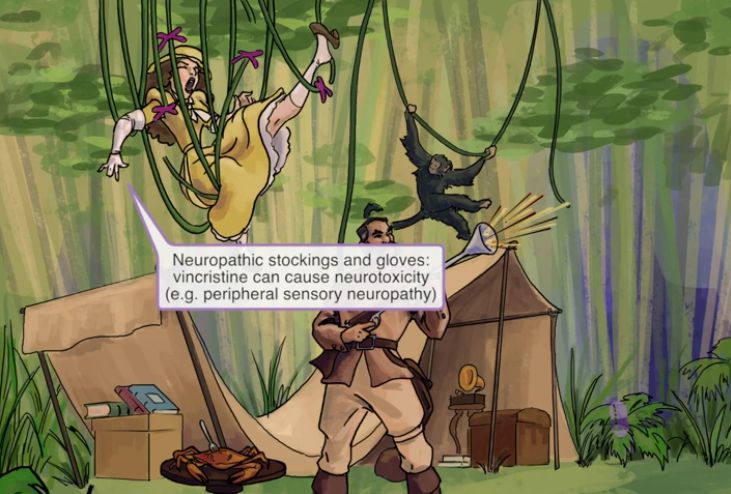 Neuropathic stockings and gloves:
vincristine can cause neurotoxicity
(e.g. peripheral sensory neuropathy)